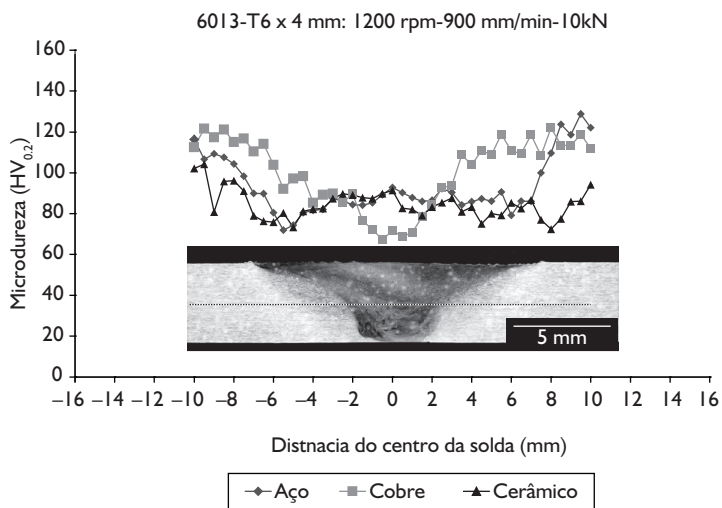 6013-T6 x 4 mm: 1200 rpm-900 mm/min-10kN
160
140
120
100
80
60
40
20
0
Microdureza (HV0.2)
5 mm
–16 14 –12 –10 –8 –6 –4 –2 0 2 4 6 8 10 12 14 16
Distnacia do centro da solda (mm)
Aço Cobre Cerâmico